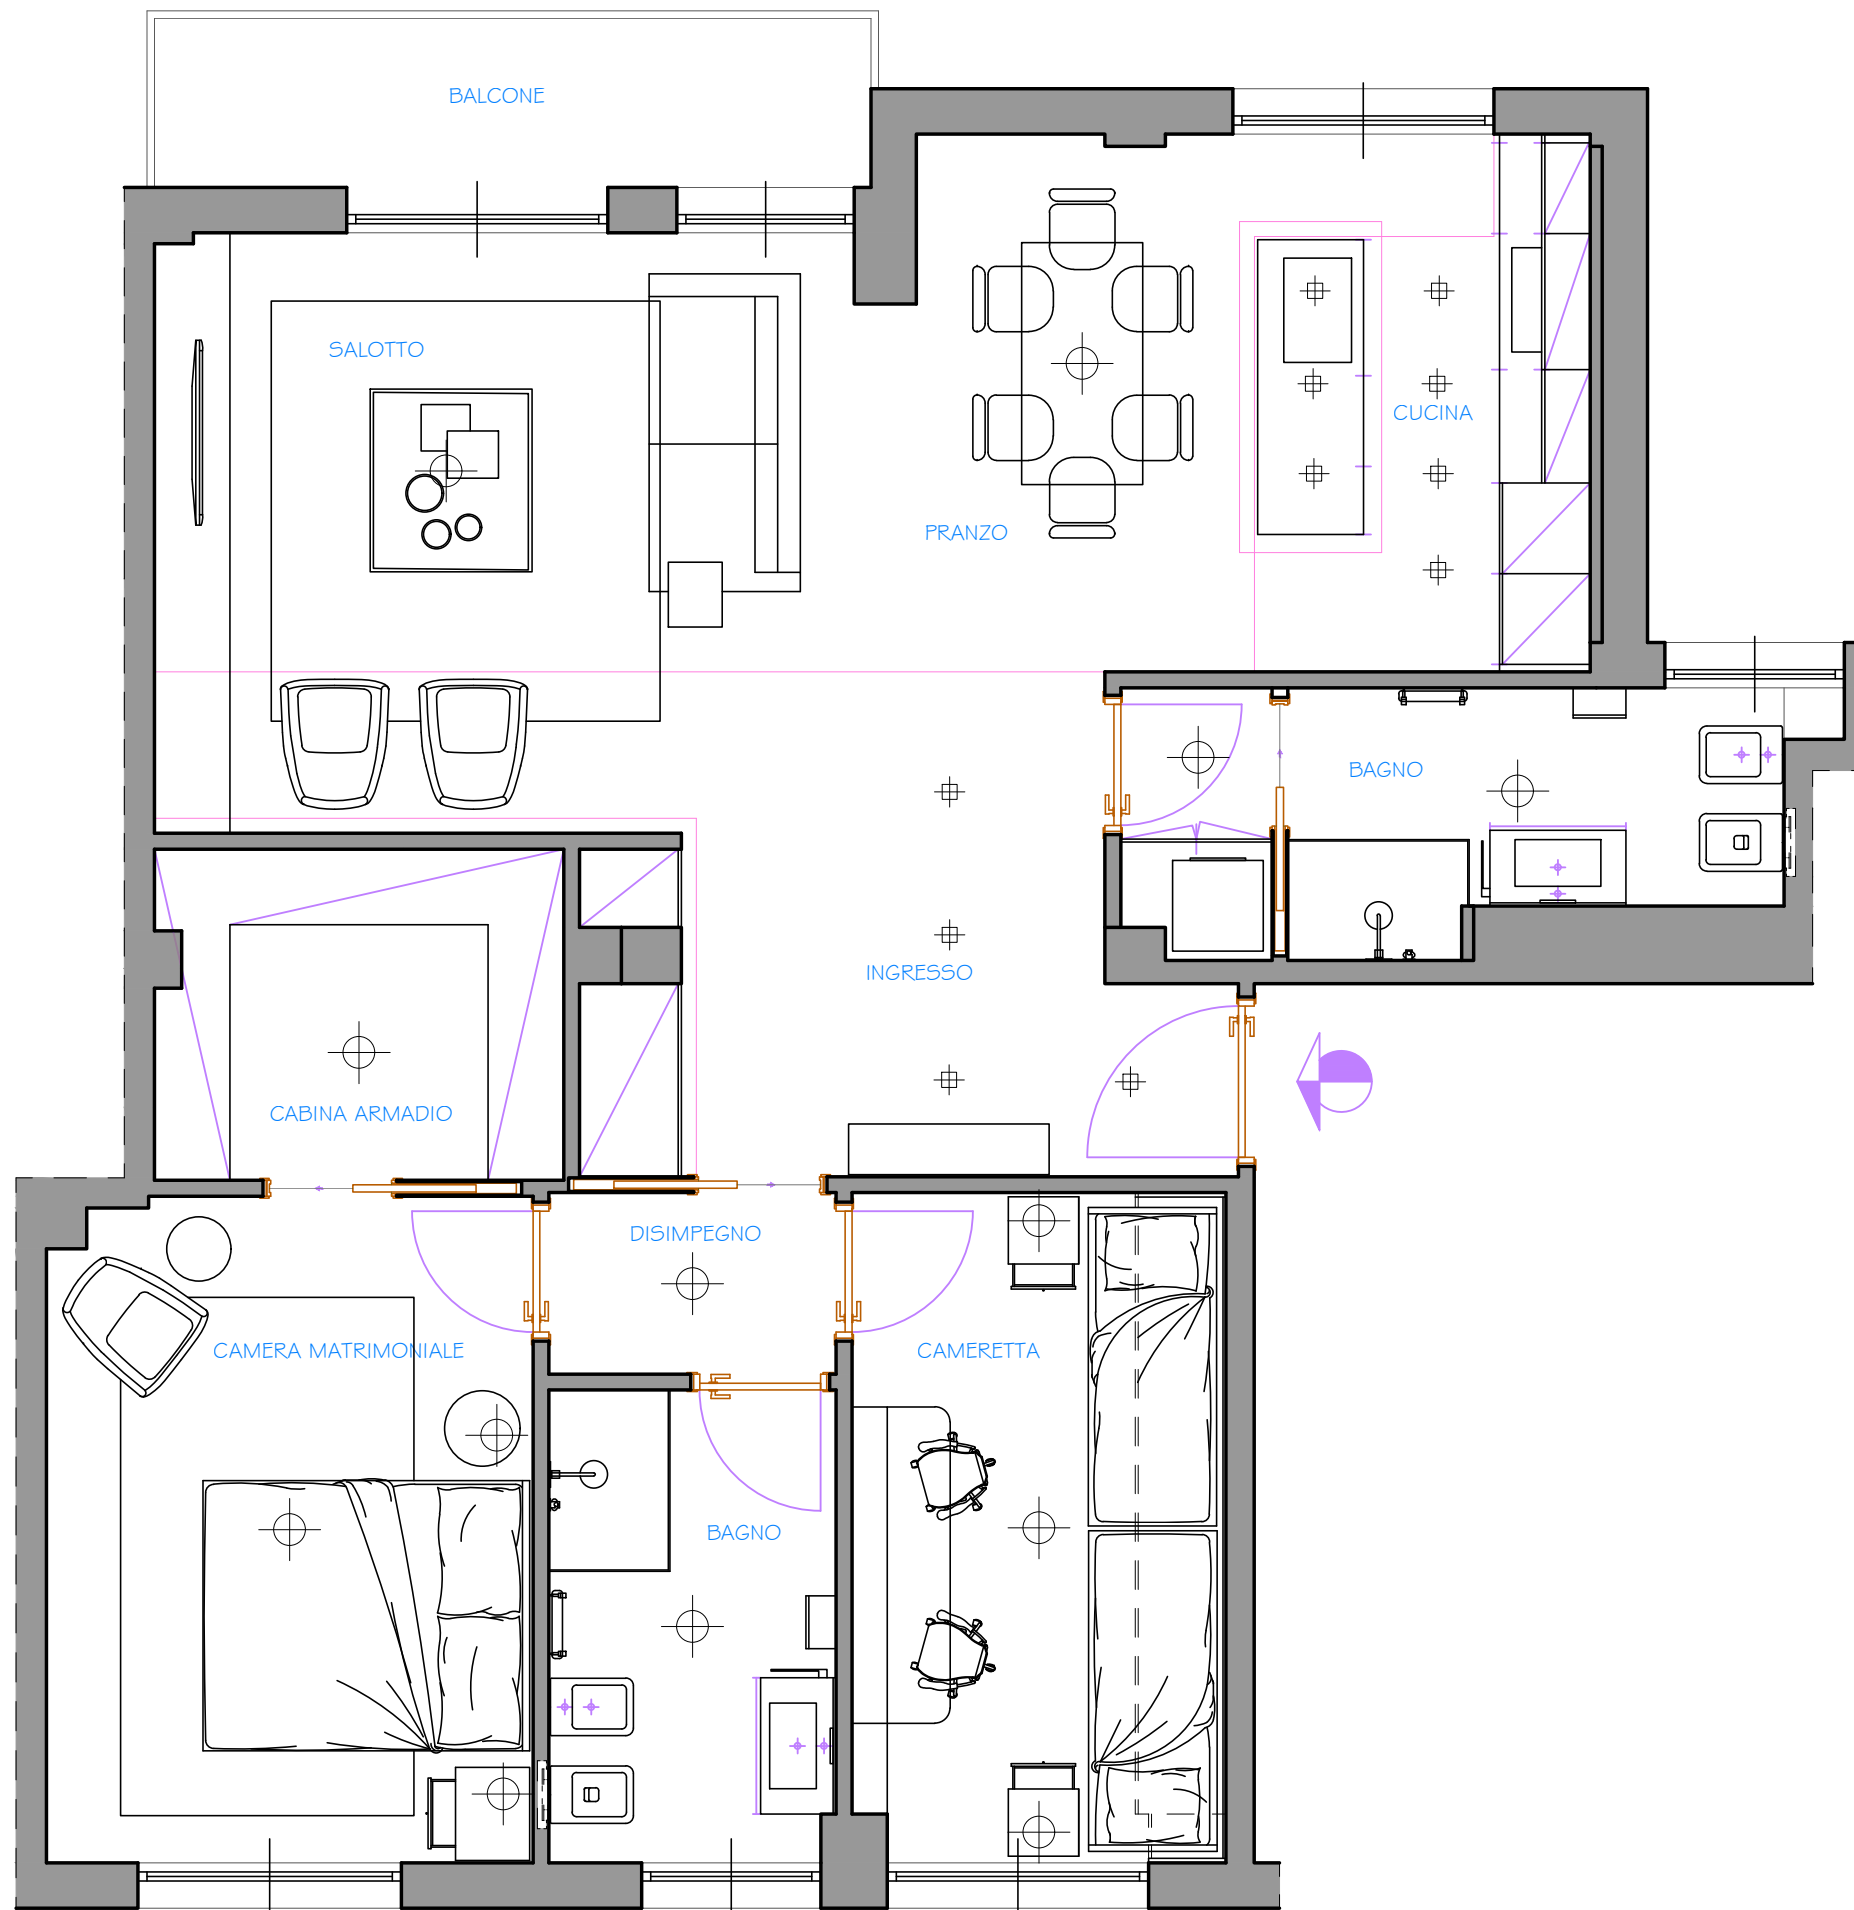 BALCONE
SALOTTO
CUCINA
PRANZO
BAGNO
INGRESSO
CABINA ARMADIO
DISIMPEGNO
CAMERA MATRIMONIALE
CAMERETTA
BAGNO